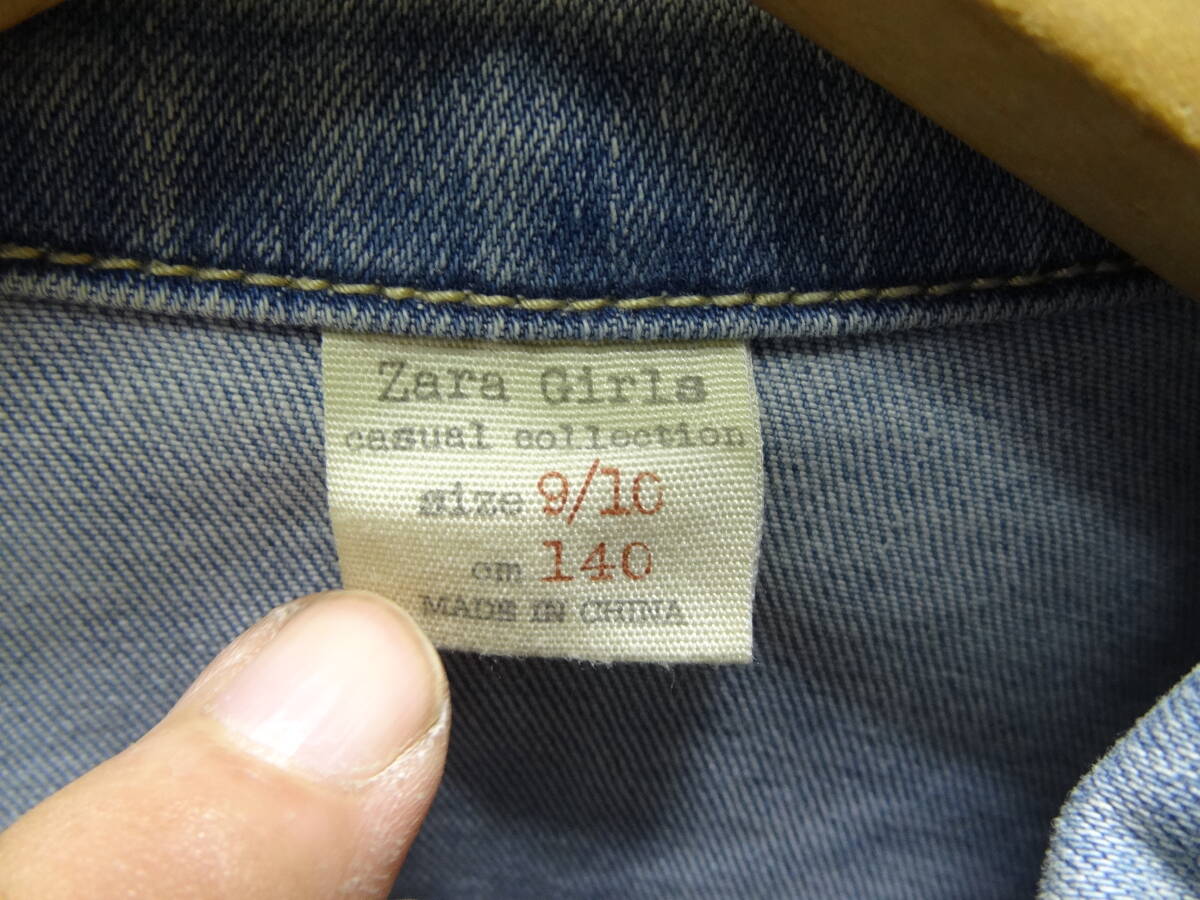 Zara Girls
casual collection
size 9/10
cm 140
MADE IN CHINA